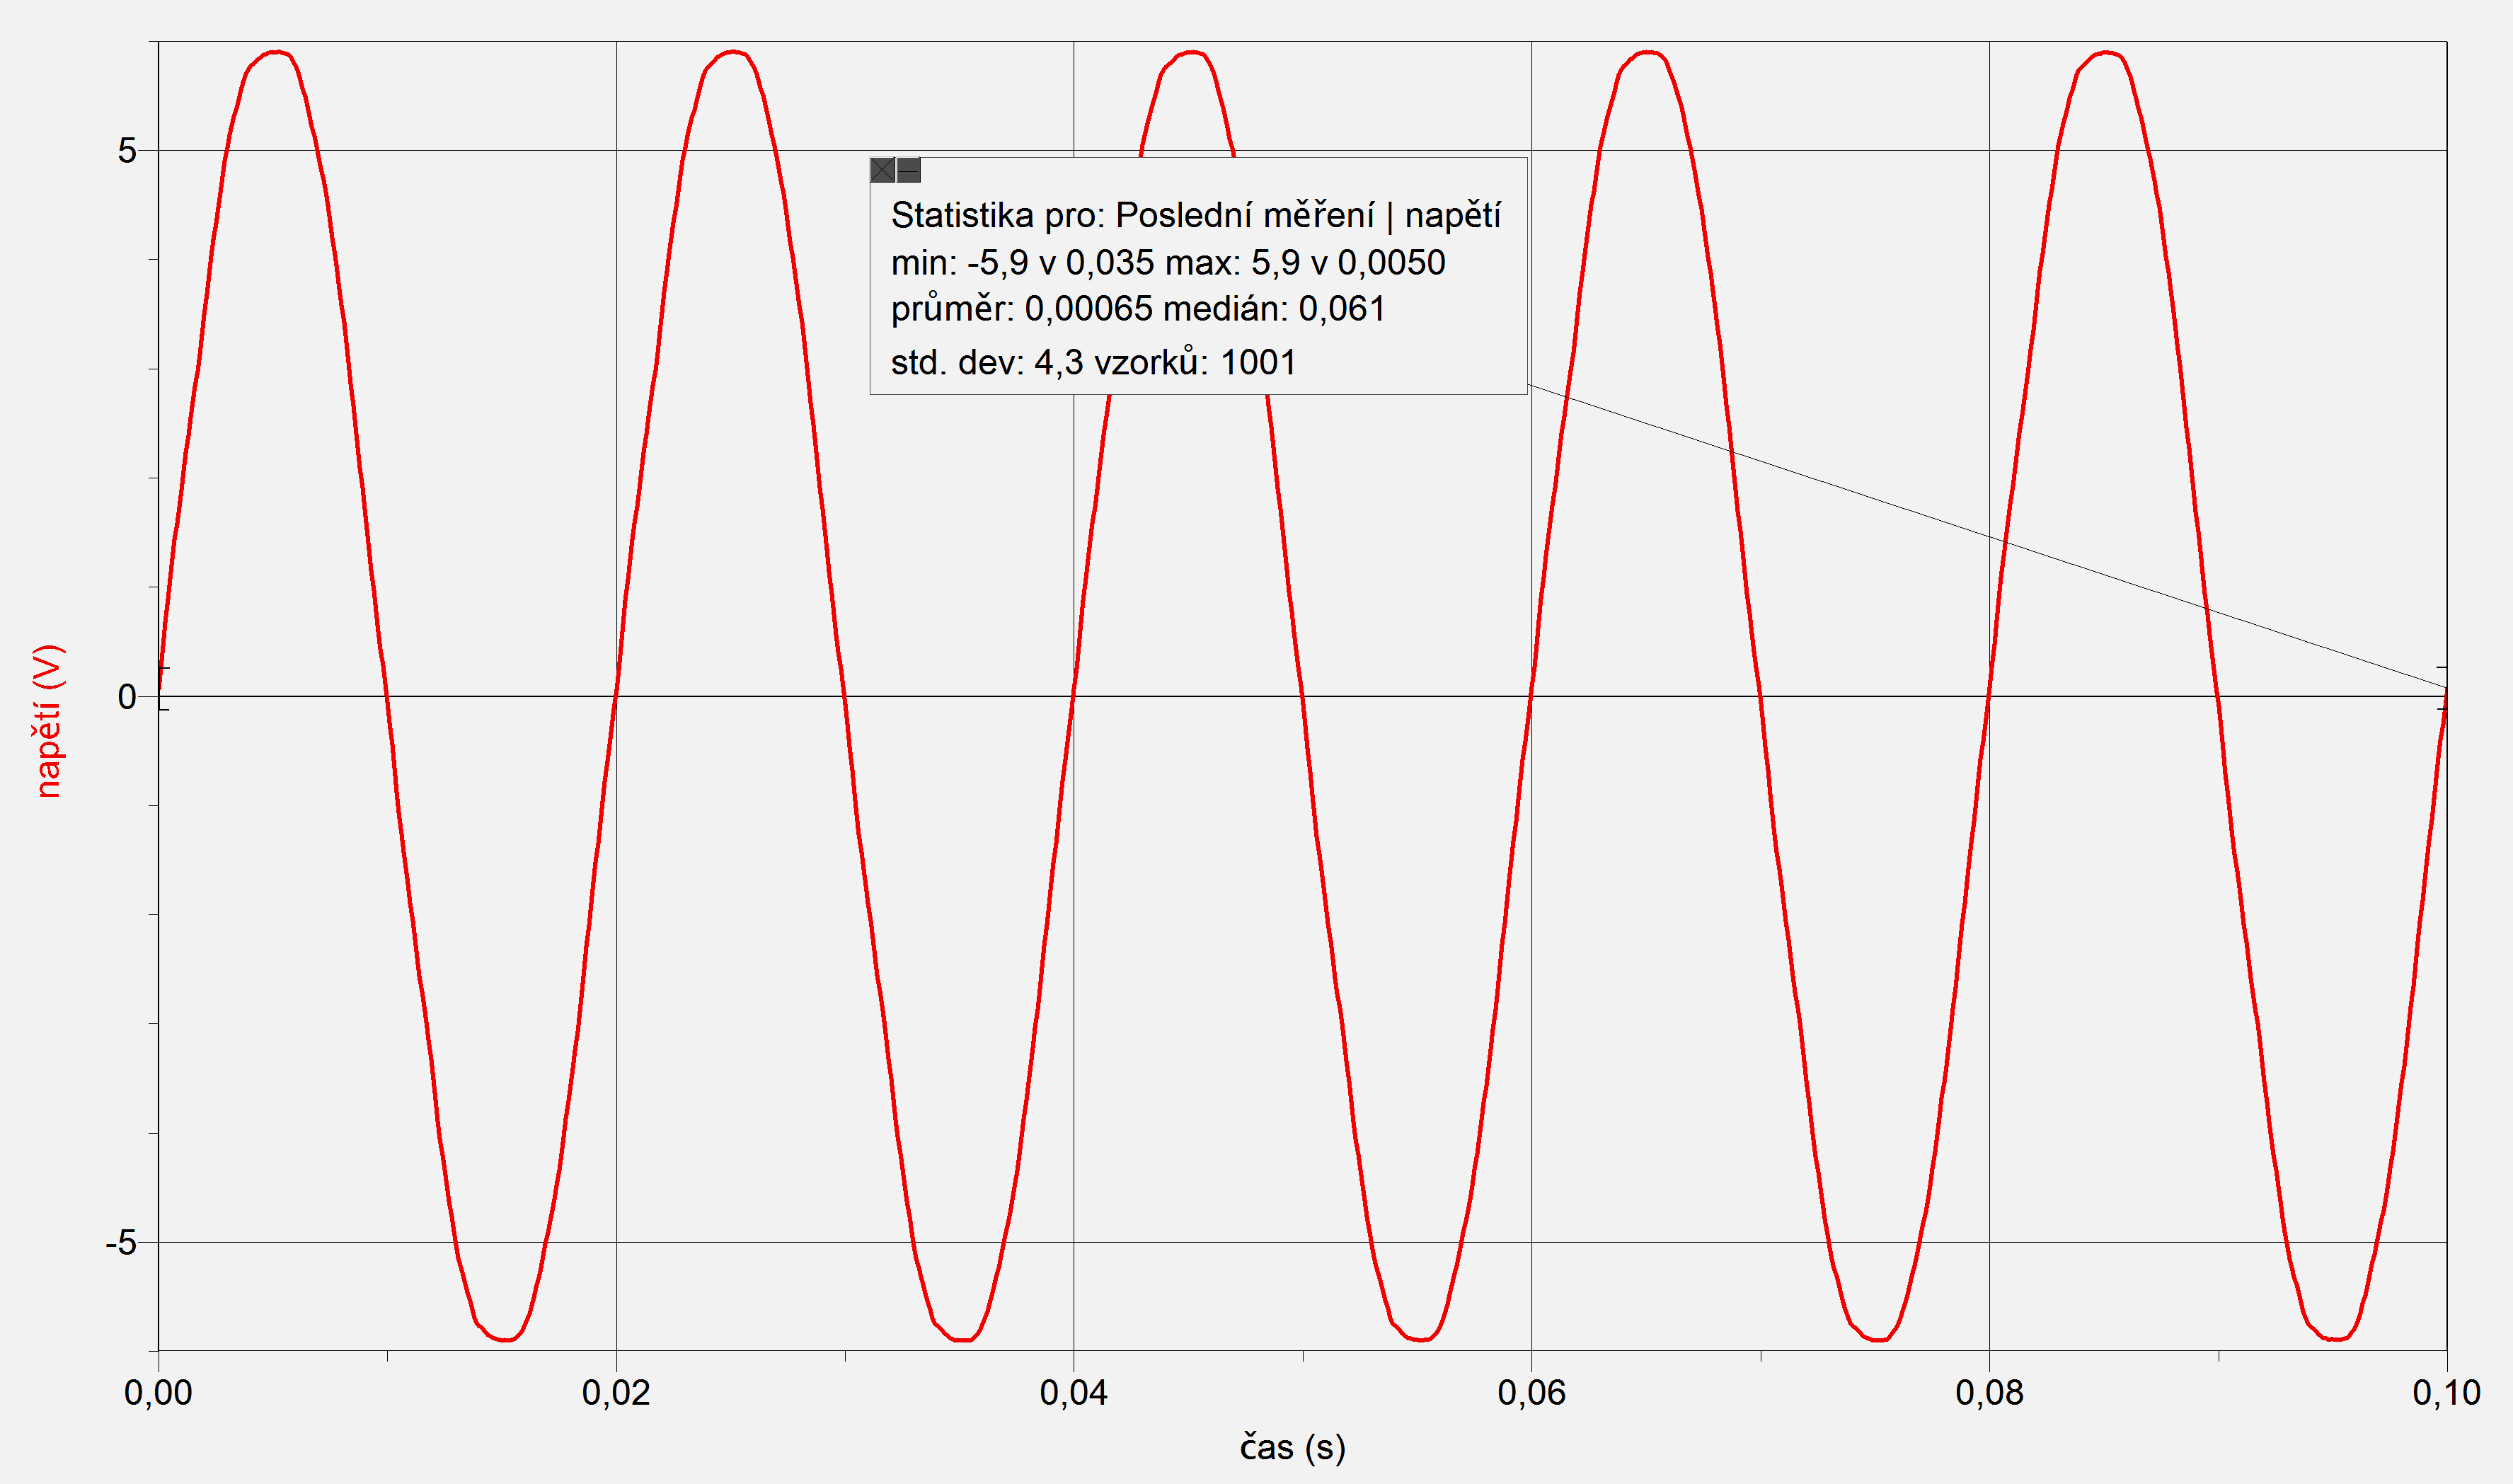 5
Statistika pro: Poslední měření | napětí
min: -5,9 v 0,035 max: 5,9 v 0,0050
průměr: 0,00065 medián: 0,061
std. dev: 4,3 vzorků: 1001
napětí (V)
0
-5
0,00 0,02 0,04 0,06 0,08 0,10
čas (s)